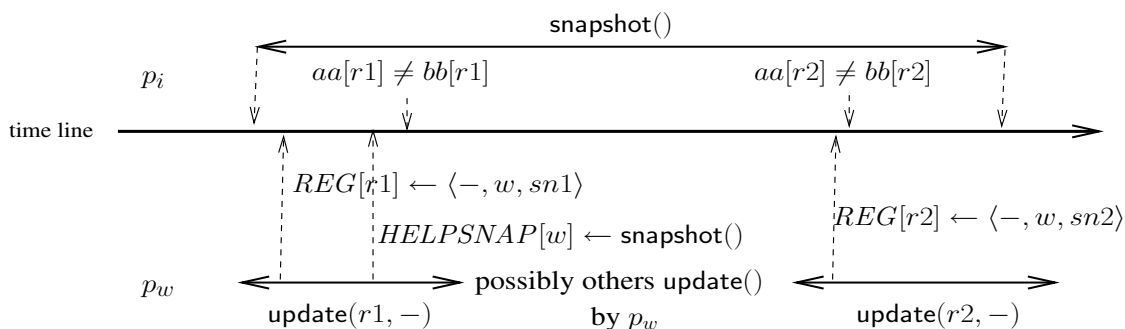 snapshot()
p_i
aa[r1] ≠ bb[r1]
aa[r2] ≠ bb[r2]
time line
REG[r1] ← ⟨−, w, sn1⟩
REG[r2] ← ⟨−, w, sn2⟩
HELPSNAP[w] ← snapshot()
p_w
possibly others update()
by p_w
update(r1, −)
update(r2, −)